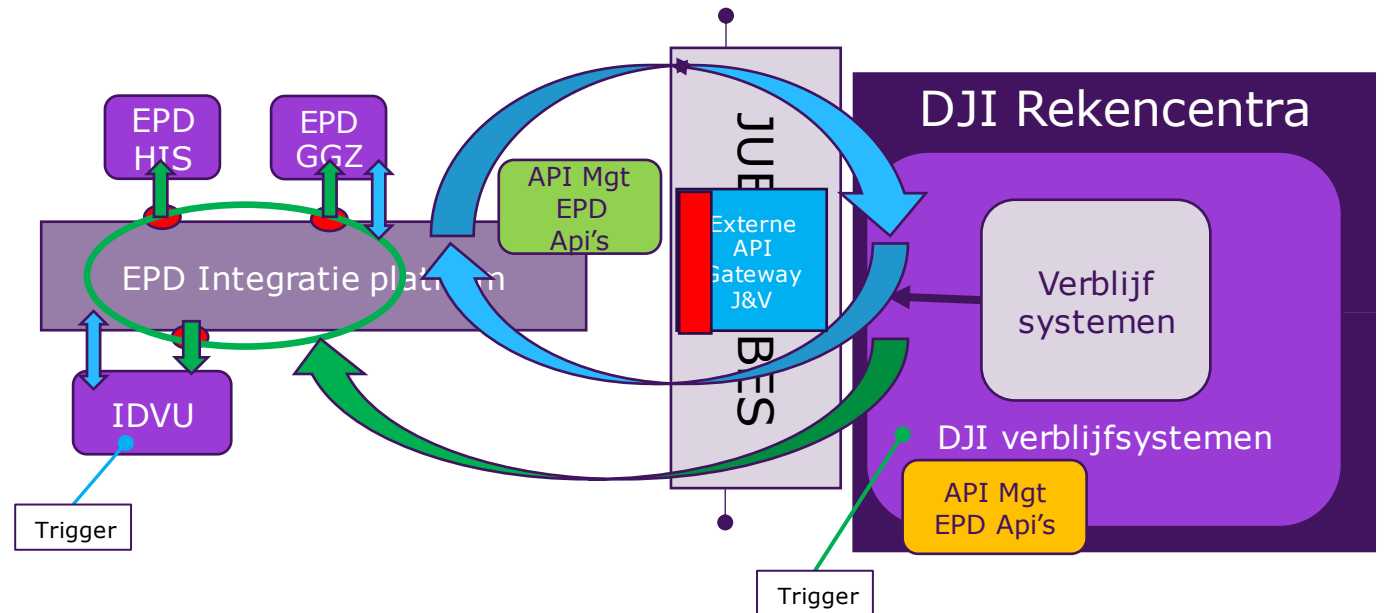 DJI Rekencentra
EPD
HIS
EPD
GGZ
API Mgt
EPD
Api's
Externe
API
Gateway
J&V
BES
EPD Integratie platform
Verblijf
systemen
IDVU
DJI verblijfsystemen
API Mgt
EPD Api's
Trigger
Trigger